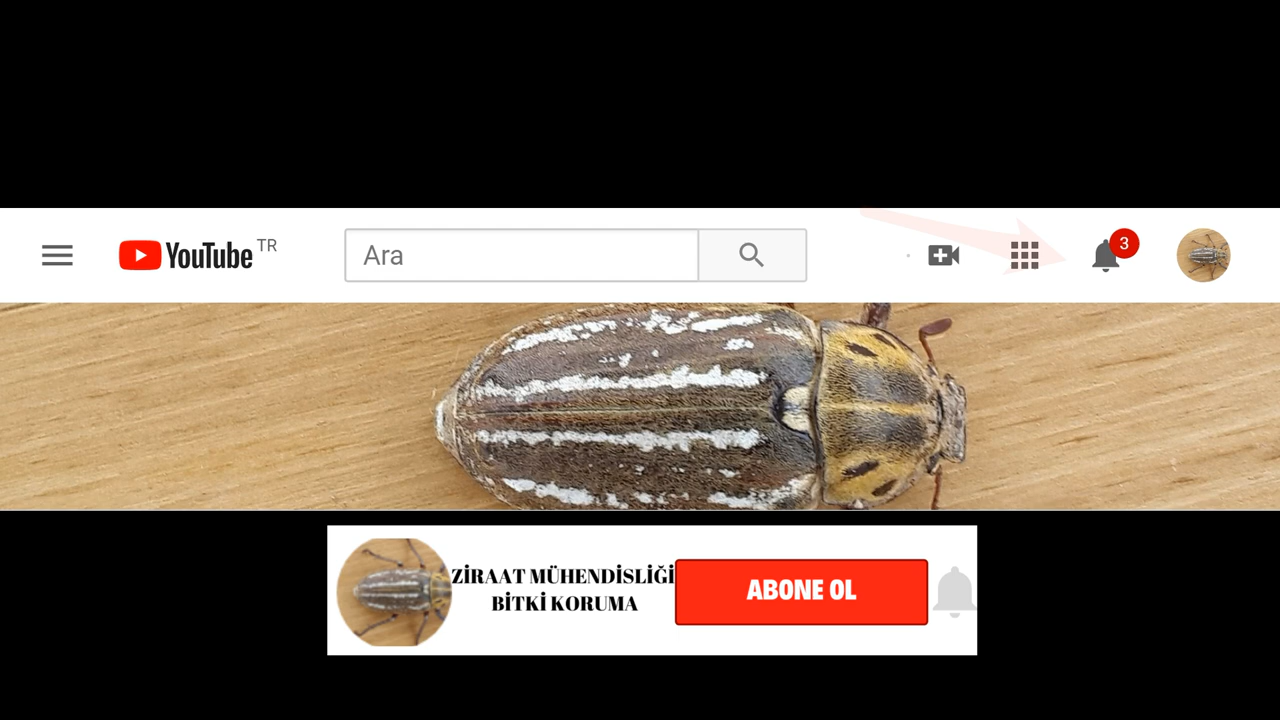 YouTube TR
Ara
3
ZİRAAT MÜHENDİSLİĞİ
BİTKİ KORUMA
ABONE OL